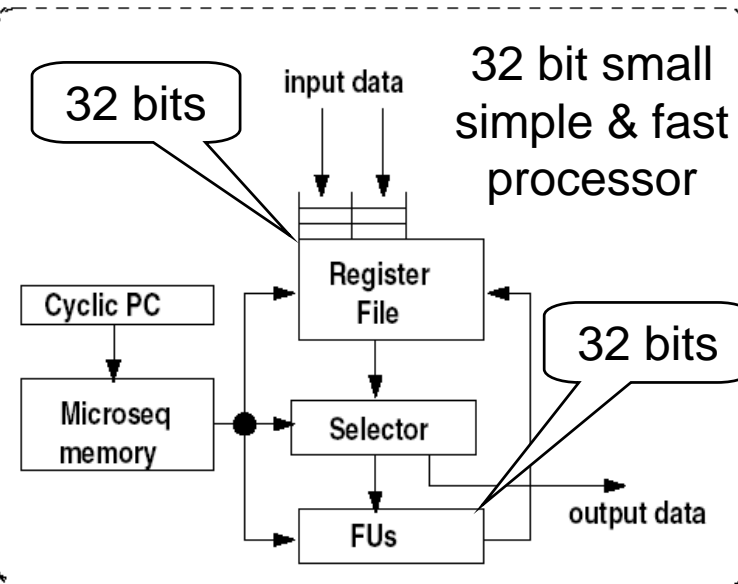 32 bit small
simple & fast
processor
32 bits
input data
Register
File
Cyclic PC
32 bits
Microseq
memory
Selector
output data
FUs